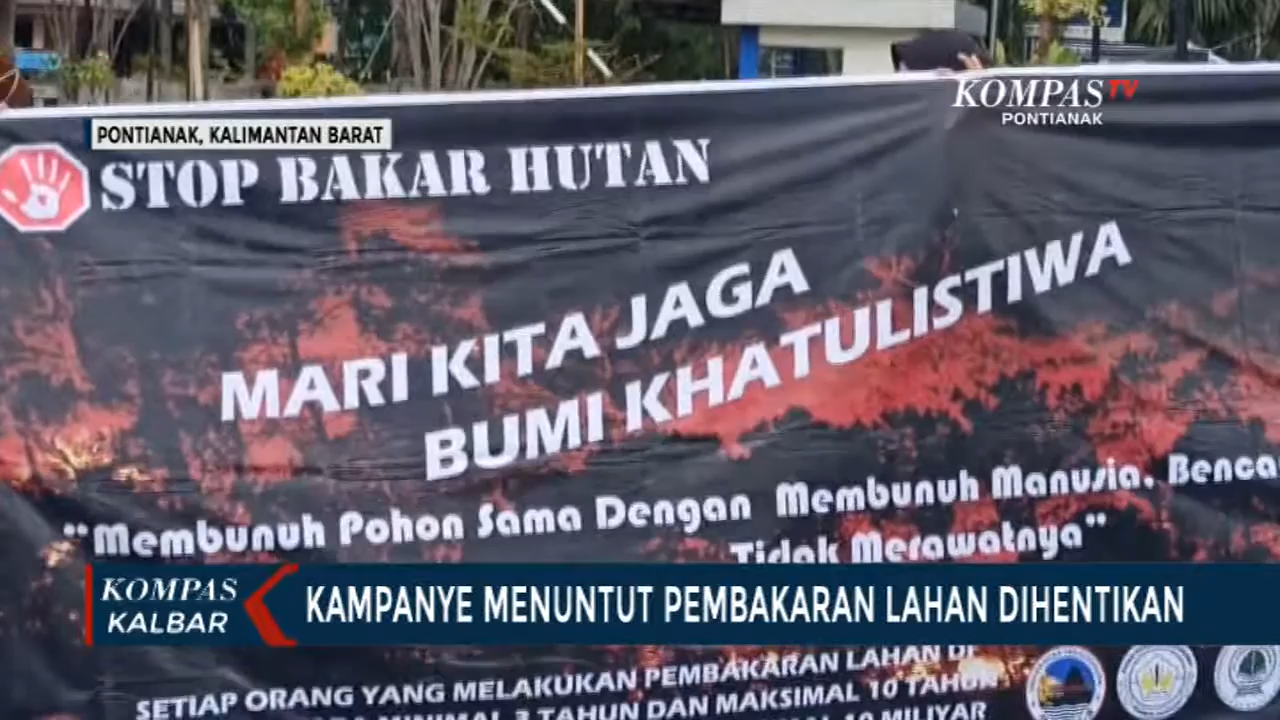 KOMPAS TV
PONTIANAK
PONTIANAK, KALIMANTAN BARAT
STOP BAKAR HUTAN
MARI KITA JAGA
BUMI KHATULISTIWA
"Membunuh Pohon Sama Dengan Membunuh Manusia,
Tidak Merawatnya"
KOMPAS
KALBAR
KAMPANYE MENUNTUT PEMBAKARAN LAHAN DIHENTIKAN
SETIAP ORANG YANG MELAKUKAN PEMBAKARAN LAHAN
MINIMAL 3 TAHUN DAN MAKSIMAL 10 TAHUN
10 MILIYAR